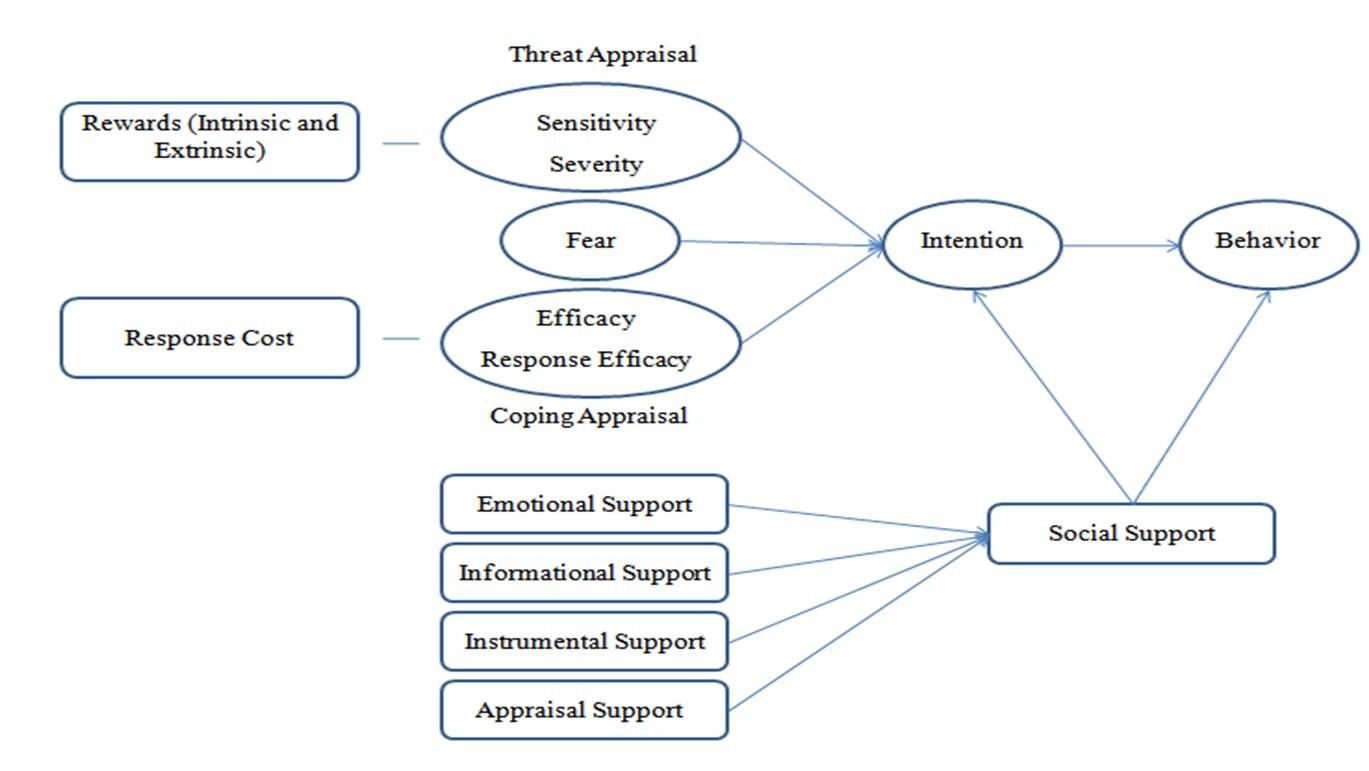 Threat Appraisal
Rewards (Intrinsic and
Extrinsic)
Sensitivity
Severity
Fear
Intention
Behavior
Response Cost
Efficacy
Response Efficacy
Coping Appraisal
Emotional Support
Informational Support
Instrumental Support
Appraisal Support
Social Support